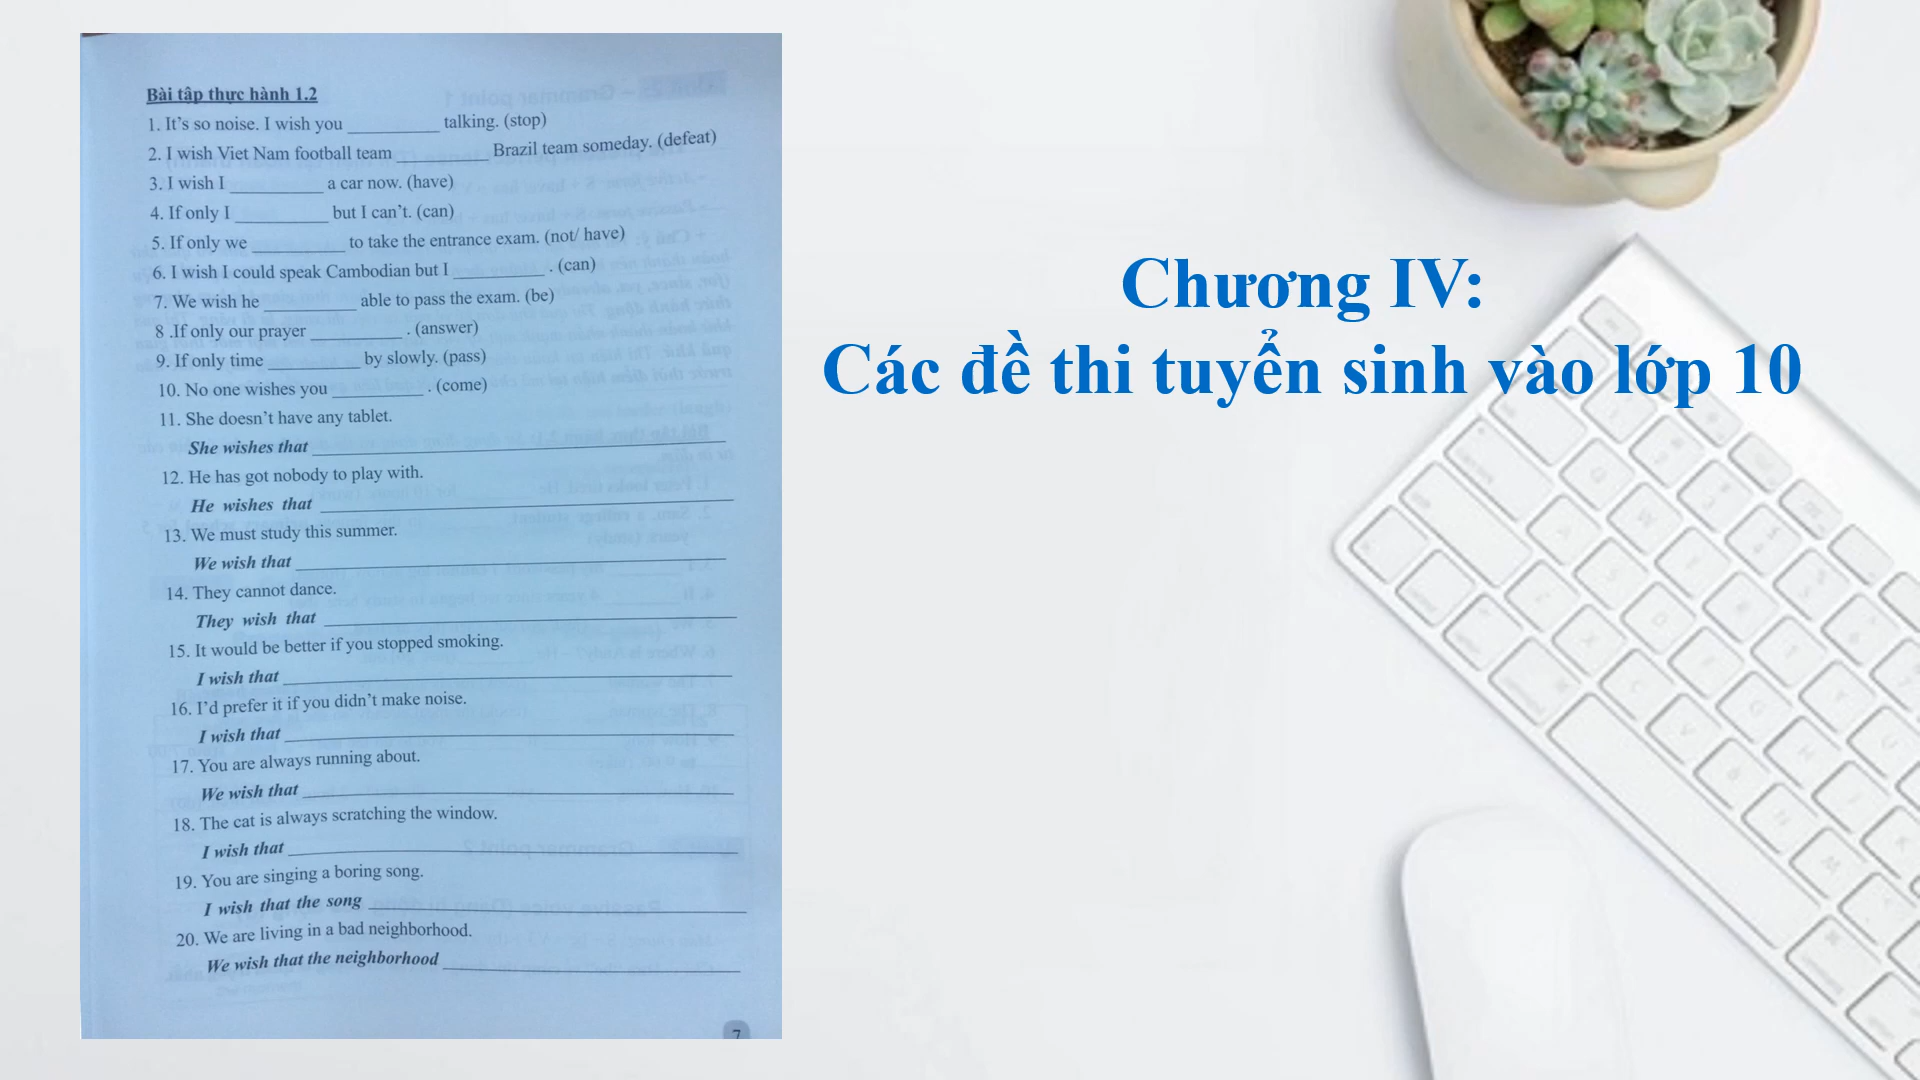 Bài tập thực hành 1.2
1. It's so noise. I wish you __________ talking. (stop)
2. I wish Viet Nam football team __________ Brazil team someday. (defeat)
3. I wish I __________ a car now. (have)
4. If only I __________ but I can't. (can)
5. If only we __________ to take the entrance exam. (not/ have)
6. I wish I could speak Cambodian but I __________ . (can)
7. We wish he __________ able to pass the exam. (be)
8 .If only our prayer __________ . (answer)
9. If only time __________ by slowly. (pass)
10. No one wishes you __________ . (come)
11. She doesn't have any tablet.
She wishes that __________
12. He has got nobody to play with.
He wishes that __________
13. We must study this summer.
We wish that __________
14. They cannot dance.
They wish that __________
15. It would be better if you stopped smoking.
I wish that __________
16. I'd prefer it if you didn't make noise.
I wish that __________
17. You are always running about.
We wish that __________
18. The cat is always scratching the window.
I wish that __________
19. You are singing a boring song.
I wish that the song __________
20. We are living in a bad neighborhood.
We wish that the neighborhood __________
7
Chương IV:
Các đề thi tuyển sinh vào lớp 10